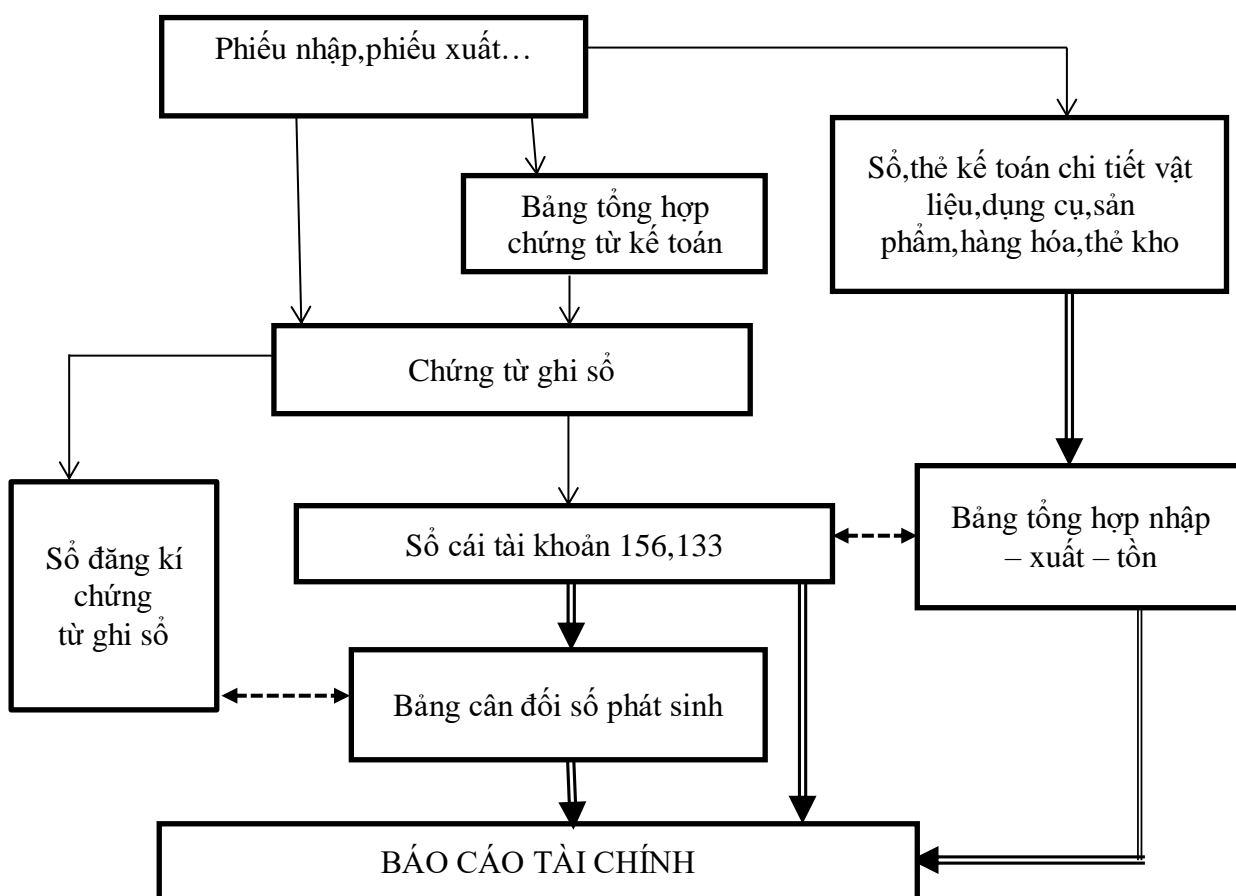 Phiếu nhập,phiếu xuất…
Sổ,thẻ kế toán chi tiết vật
liệu,dụng cụ,sản
phẩm,hàng hóa,thẻ kho
Bảng tổng hợp
chứng từ kế toán
Chứng từ ghi sổ
Sổ đăng kí
chứng
từ ghi sổ
Sổ cái tài khoản 156,133
Bảng tổng hợp nhập
– xuất – tồn
Bảng cân đối số phát sinh
BÁO CÁO TÀI CHÍNH